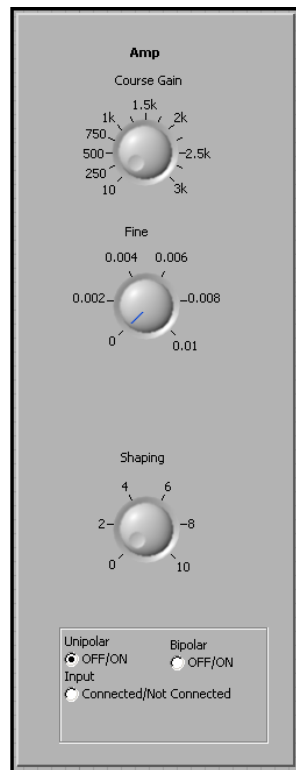 Amp
Course Gain
1.5k
1k 2k
750
500 2.5k
250
10 3k
Fine
0.004 0.006
0.002 0.008
0 0.01
Shaping
4 6
2 8
0 10
Unipolar Bipolar
OFF/ON OFF/ON
Input
Connected/Not Connected